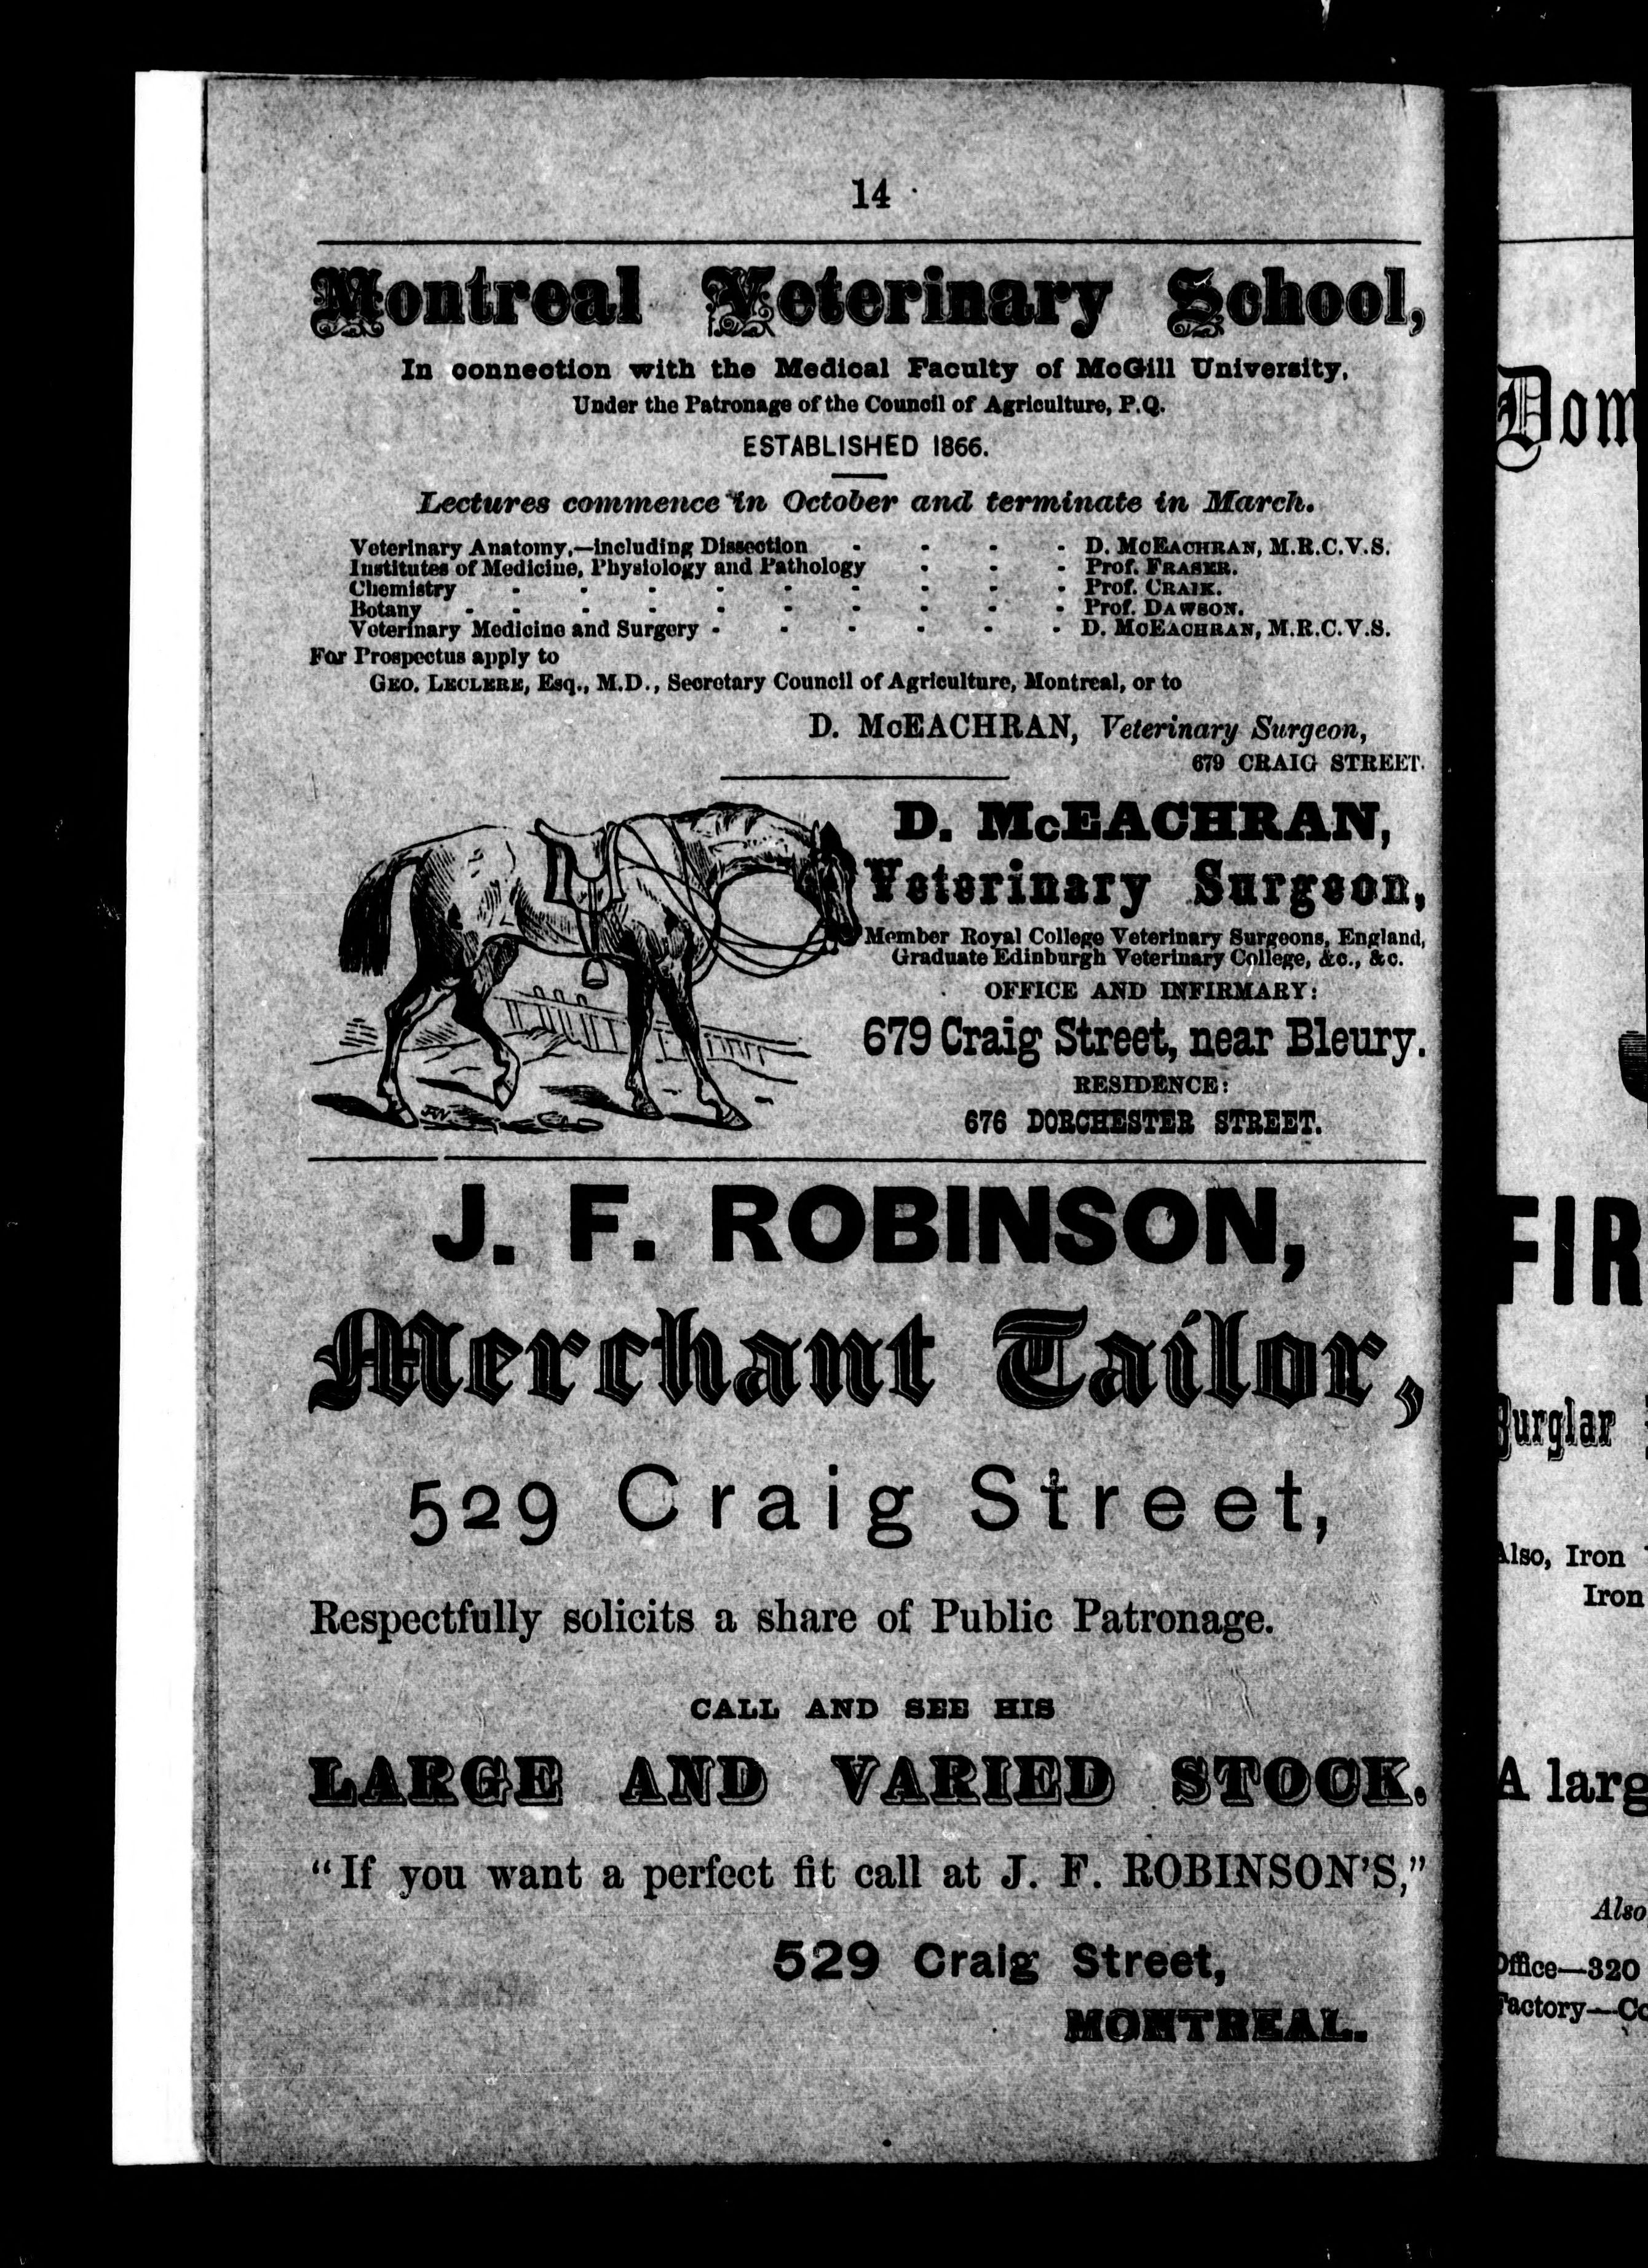 14
Montreal Veterinary School,
In connection with the Medical Faculty of McGill University,
Under the Patronage of the Council of Agriculture, P.Q.
ESTABLISHED 1866.
Lectures commence in October and terminate in March.
Veterinary Anatomy,—including Dissection - - - - D. McEACHRAN, M.R.C.V.S.
Institutes of Medicine, Physiology and Pathology - - - Prof. FRASER.
Chemistry - - - - - - - - - Prof. CRAIK.
Botany - - - - - - - - - - Prof. DAWSON.
Veterinary Medicine and Surgery - - - - - - D. McEACHRAN, M.R.C.V.S.
For Prospectus apply to
GEO. LECLERE, Esq., M.D., Secretary Council of Agriculture, Montreal, or to
D. McEACHRAN, Veterinary Surgeon,
679 CRAIG STREET.
D. McEACHRAN,
Veterinary Surgeon,
Member Royal College Veterinary Surgeons, England,
Graduate Edinburgh Veterinary College, &c., &c.
OFFICE AND INFIRMARY:
679 Craig Street, near Bleury.
RESIDENCE:
676 DORCHESTER STREET.
J. F. ROBINSON,
Merchant Tailor,
529 Craig Street,
Respectfully solicits a share of Public Patronage.
CALL AND SEE HIS
LARGE AND VARIED STOCK.
"If you want a perfect fit call at J. F. ROBINSON'S,"
529 Craig Street,
MONTREAL.
Dom
FIR
Burglar
Also, Iron
Iron
A larg
Also
Office—320
Factory—Co